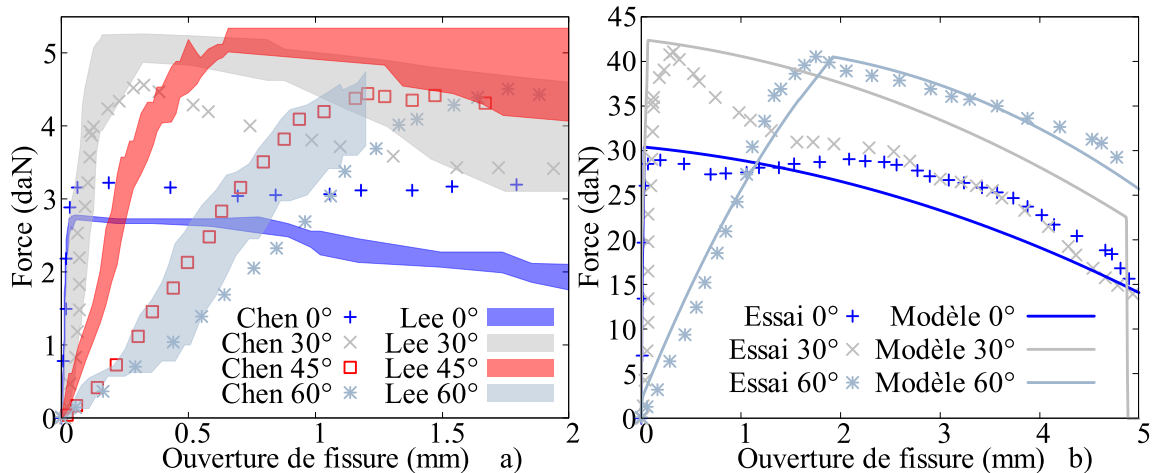 5
4
3
2
1
0
Force (daN)
Chen 0° Lee 0°
Chen 30° Lee 30°
Chen 45° Lee 45°
Chen 60° Lee 60°
0 0.5 1 1.5 2
Ouverture de fissure (mm) a)
45
40
35
30
25
20
15
10
5
0
Force (daN)
Essai 0° Modèle 0°
Essai 30° Modèle 30°
Essai 60° Modèle 60°
0 1 2 3 4 5
Ouverture de fissure (mm) b)